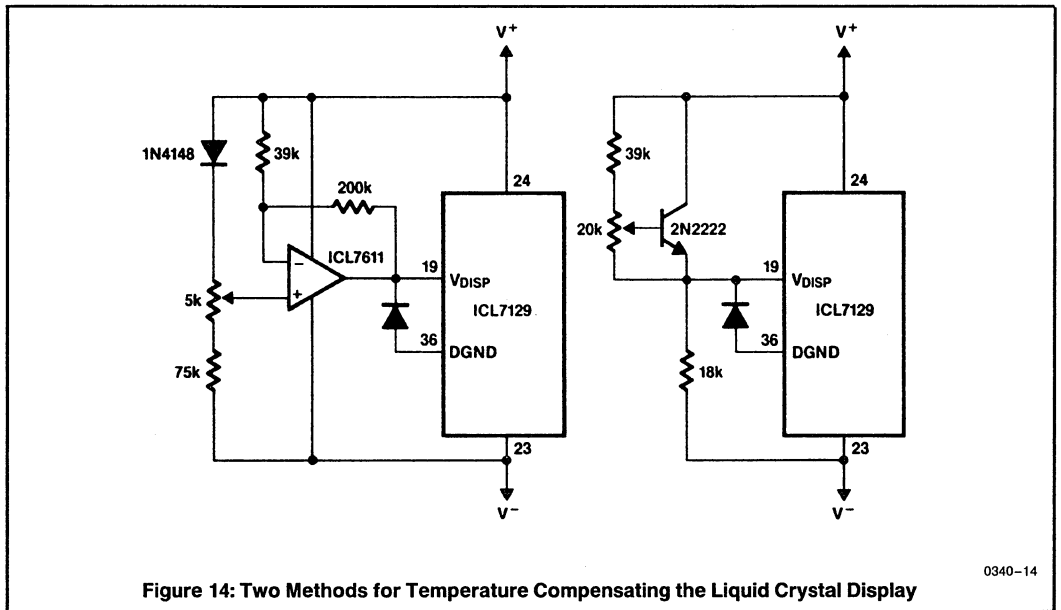 V+
1N4148
39k
200k
24
ICL7611
−
+
19
VDISP
5k
ICL7129
36
DGND
75k
23
V−
V+
39k
24
20k
2N2222
19
VDISP
ICL7129
36
DGND
18k
23
V−
0340–14
Figure 14: Two Methods for Temperature Compensating the Liquid Crystal Display